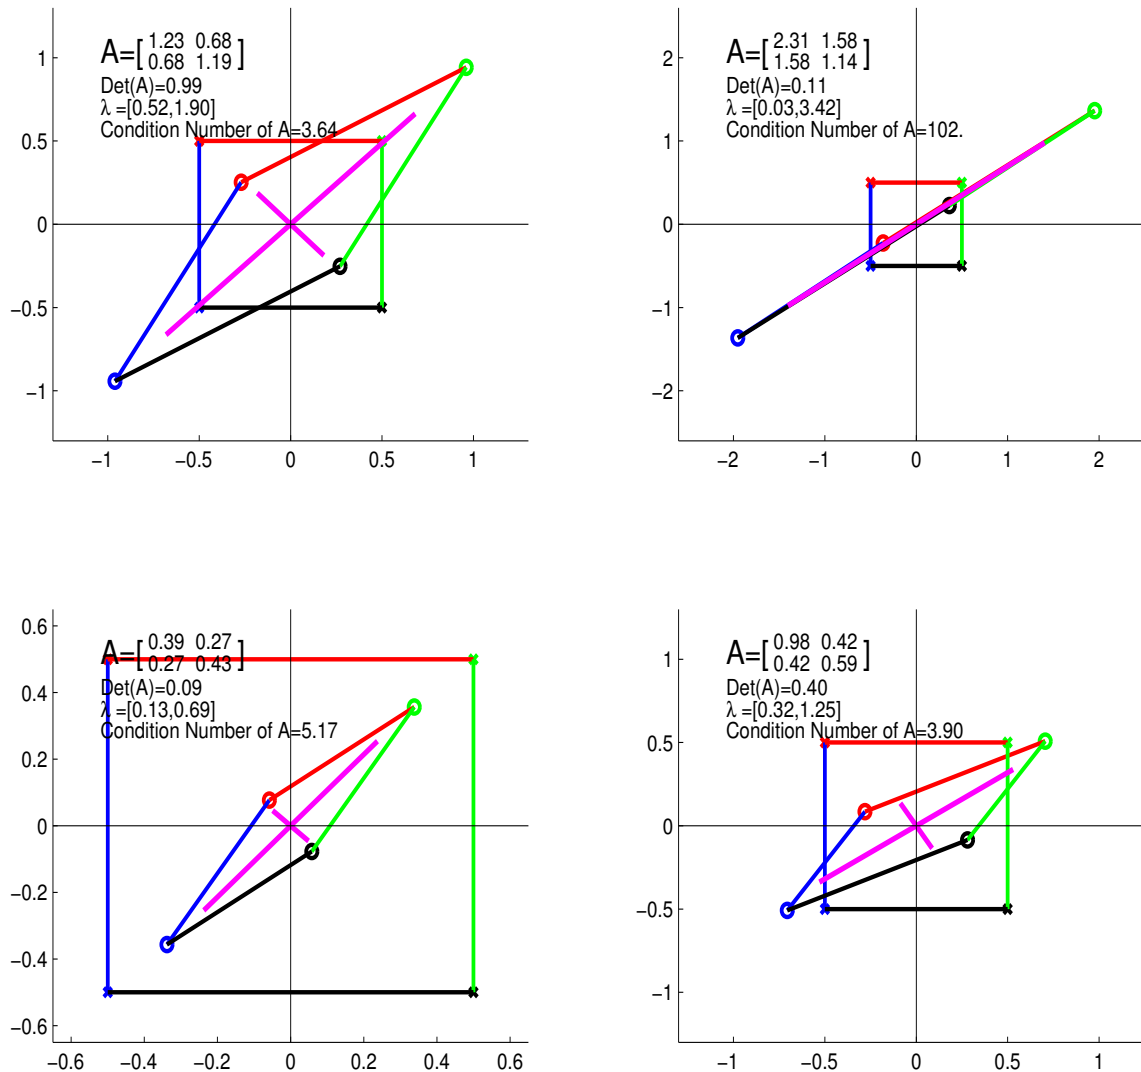 A=[1.23 0.68
0.68 1.19]
Det(A)=0.99
λ =[0.52,1.90]
Condition Number of A=3.64
1
0.5
0
−0.5
−1
−1 −0.5 0 0.5 1
A=[2.31 1.58
1.58 1.14]
Det(A)=0.11
λ =[0.03,3.42]
Condition Number of A=102.
2
1
0
−1
−2
−2 −1 0 1 2
A=[0.39 0.27
0.27 0.43]
Det(A)=0.09
λ =[0.13,0.69]
Condition Number of A=5.17
0.6
0.4
0.2
0
−0.2
−0.4
−0.6
−0.6 −0.4 −0.2 0 0.2 0.4 0.6
A=[0.98 0.42
0.42 0.59]
Det(A)=0.40
λ =[0.32,1.25]
Condition Number of A=3.90
1
0.5
0
−0.5
−1
−1 −0.5 0 0.5 1